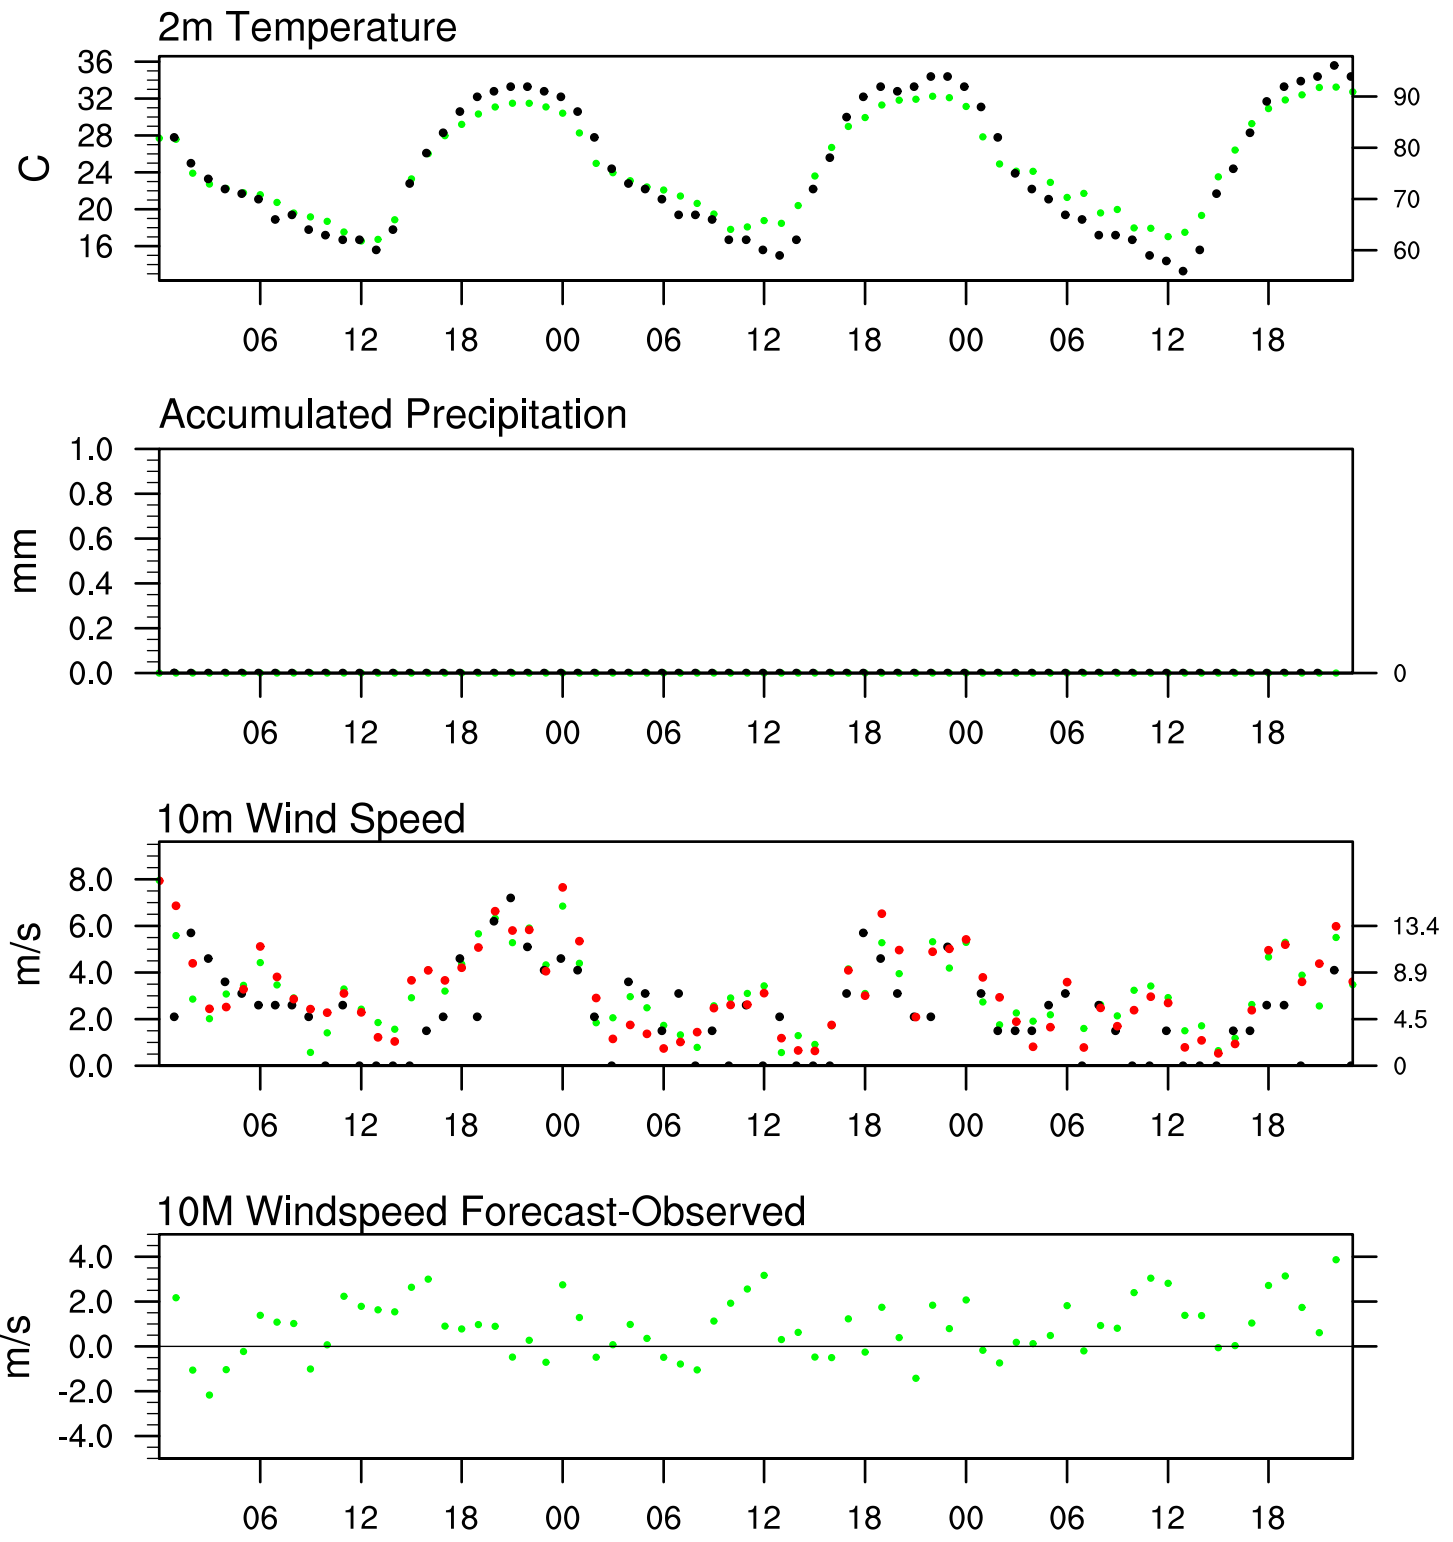 2m Temperature
36
32
28
24
20
16
C
90
80
70
60
06 12 18 00 06 12 18 00 06 12 18
Accumulated Precipitation
1.0
0.8
0.6
0.4
0.2
0.0
mm
0
06 12 18 00 06 12 18 00 06 12 18
10m Wind Speed
8.0
6.0
4.0
2.0
0.0
m/s
13.4
8.9
4.5
0
06 12 18 00 06 12 18 00 06 12 18
10M Windspeed Forecast-Observed
4.0
2.0
0.0
-2.0
-4.0
m/s
06 12 18 00 06 12 18 00 06 12 18